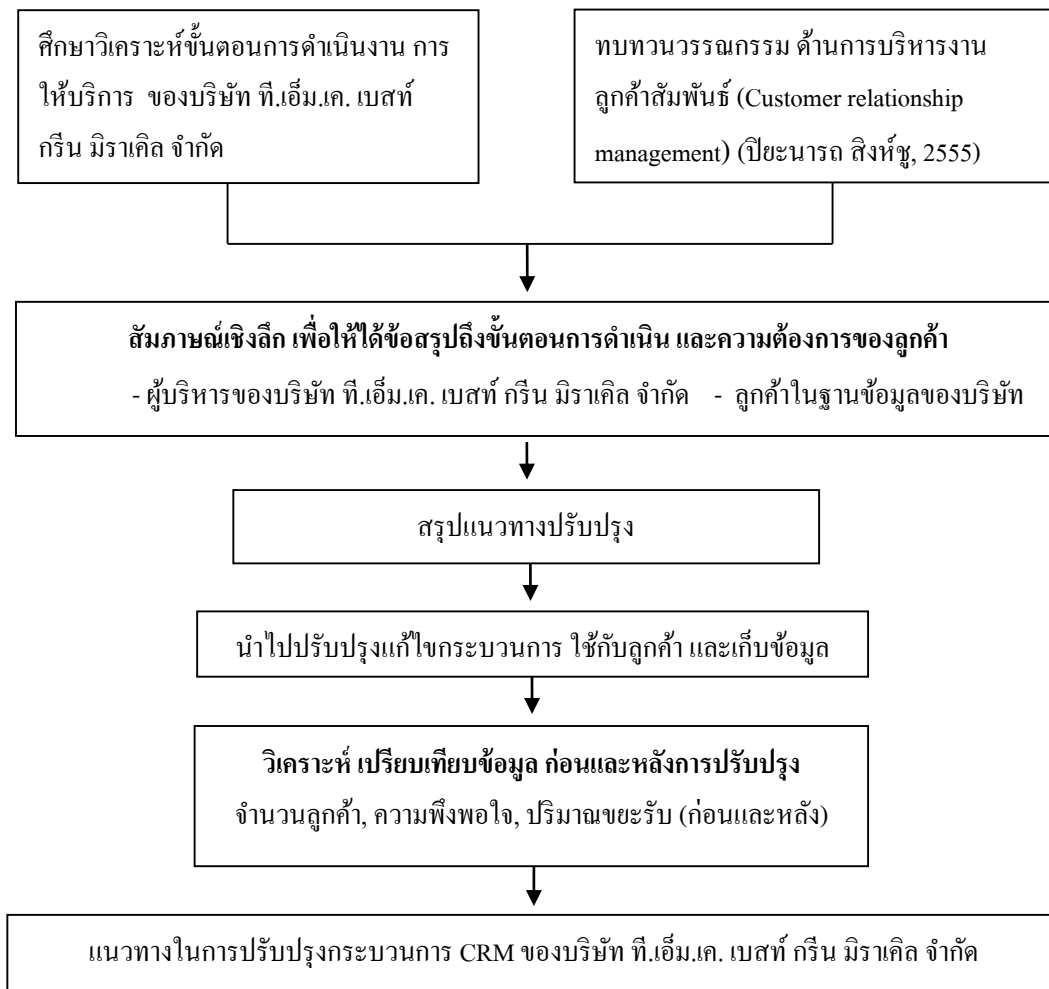 ศึกษาวิเคราะห์ขั้นตอนการดำเนินงาน การ
ให้บริการ ของบริษัท ที.เอ็ม.เค. เบสท์
กรีน มิราเคิล จำกัด
ทบทวนวรรณกรรม ด้านการบริหารงาน
ลูกค้าสัมพันธ์ (Customer relationship
management) (ปิยะนารถ สิงห์ชู, 2555)
สัมภาษณ์เชิงลึก เพื่อให้ได้ข้อสรุปถึงขั้นตอนการดำเนิน และความต้องการของลูกค้า
- ผู้บริหารของบริษัท ที.เอ็ม.เค. เบสท์ กรีน มิราเคิล จำกัด - ลูกค้าในฐานข้อมูลของบริษัท
สรุปแนวทางปรับปรุง
นำไปปรับปรุงแก้ไขกระบวนการ ใช้กับลูกค้า และเก็บข้อมูล
วิเคราะห์ เปรียบเทียบข้อมูล ก่อนและหลังการปรับปรุง
จำนวนลูกค้า, ความพึงพอใจ, ปริมาณขยะรับ (ก่อนและหลัง)
แนวทางในการปรับปรุงกระบวนการ CRM ของบริษัท ที.เอ็ม.เค. เบสท์ กรีน มิราเคิล จำกัด